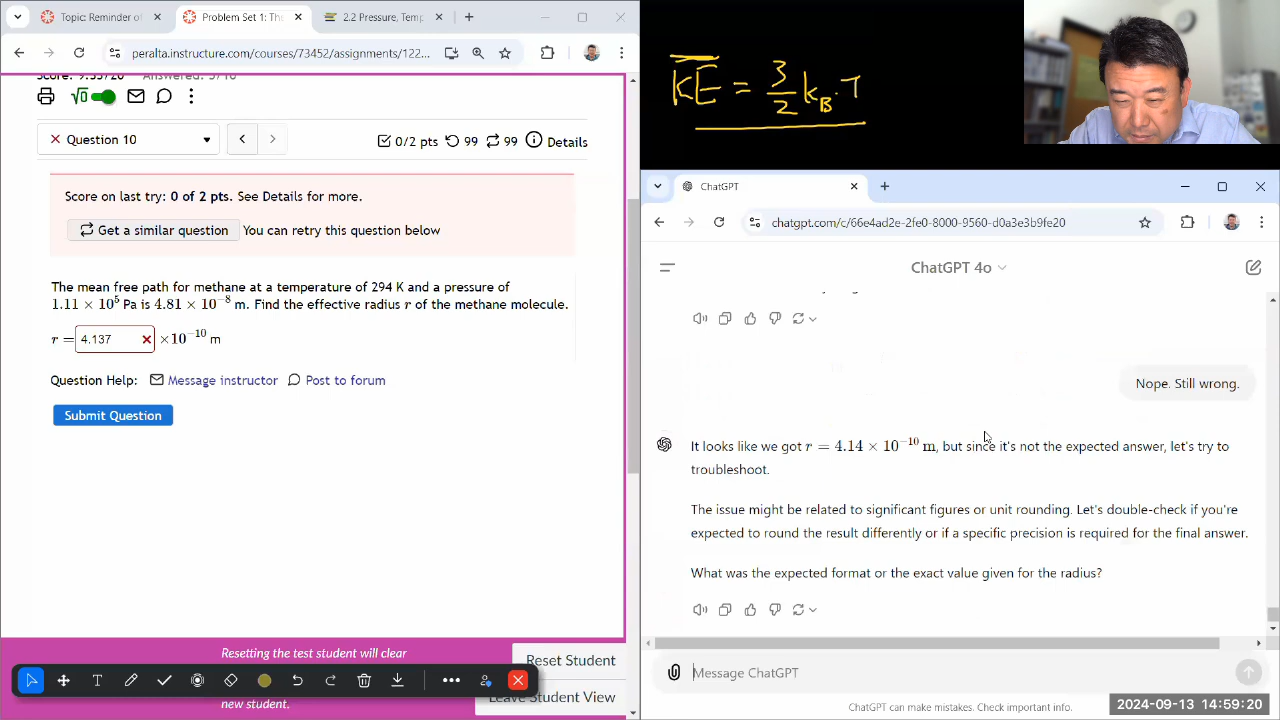 Topic: Reminder of
Problem Set 1: The
2.2 Pressure, Temp
peralta.instructure.com/courses/73452/assignments/122...
Answered: 5/10
√0
Question 10
0/2 pts 99 99 Details
Score on last try: 0 of 2 pts. See Details for more.
Get a similar question You can retry this question below
The mean free path for methane at a temperature of 294 K and a pressure of
1.11 × 10⁵ Pa is 4.81 × 10⁻⁸ m. Find the effective radius r of the methane molecule.
r = 4.137 ×10⁻¹⁰ m
Question Help: Message instructor Post to forum
Submit Question
Resetting the test student will clear
Reset Student
Leave Student View
new student.
K̅E̅ = 3/2 k_B · T
ChatGPT
chatgpt.com/c/66e4ad2e-2fe0-8000-9560-d0a3e3b9fe20
ChatGPT 4o
Nope. Still wrong.
It looks like we got r = 4.14 × 10⁻¹⁰ m, but since it's not the expected answer, let's try to
troubleshoot.
The issue might be related to significant figures or unit rounding. Let's double-check if you're
expected to round the result differently or if a specific precision is required for the final answer.
What was the expected format or the exact value given for the radius?
Message ChatGPT
ChatGPT can make mistakes. Check important info.
2024-09-13 14:59:20